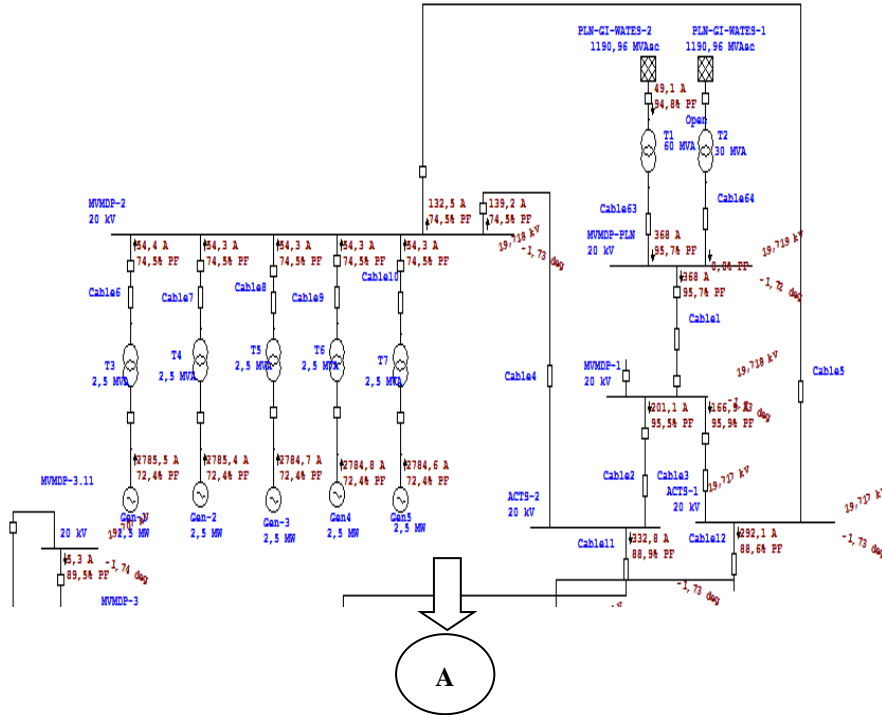 PLN-GI-WATES-2
1190,96 MVAsc
PLN-GI-WATES-1
1190,96 MVAsc
49,1 A
94,8% PF
Open
T1
60 MVA
T2
30 MVA
Cable63
Cable64
MVMDP-2
20 kV
132,5 A
74,5% PF
139,2 A
74,5% PF
19,718 kV
-1,73 deg
MVMDP-PLN
20 kV
368 A
95,7% PF
0,0% PF
19,719 kV
-1,72 deg
54,4 A
74,5% PF
54,3 A
74,5% PF
54,3 A
74,5% PF
54,3 A
74,5% PF
54,3 A
74,5% PF
Cable6
Cable7
Cable8
Cable9
Cable10
368 A
95,7% PF
Cable1
T3
2,5 MVA
T4
2,5 MVA
T5
2,5 MVA
T6
2,5 MVA
T7
2,5 MVA
Cable4
Cable5
MVMDP-1
20 kV
19,718 kV
201,1 A
95,5% PF
95,9% PF
2785,5 A
72,4% PF
2785,4 A
72,4% PF
2784,7 A
72,4% PF
2784,8 A
72,4% PF
2784,6 A
72,4% PF
Cable2
Cable3
19,717 kV
MVMDP-3.11
20 kV
Gen-1
2,5 MW
Gen-2
2,5 MW
Gen-3
2,5 MW
Gen4
2,5 MW
Gen5
2,5 MW
ACTS-2
20 kV
ACTS-1
20 kV
19,717 kV
-1,73 deg
5,3 A
89,5% PF
-1,74 deg
Cable11
332,8 A
88,9% PF
Cable12
292,1 A
88,6% PF
-1,73 deg
MVMDP-3
A